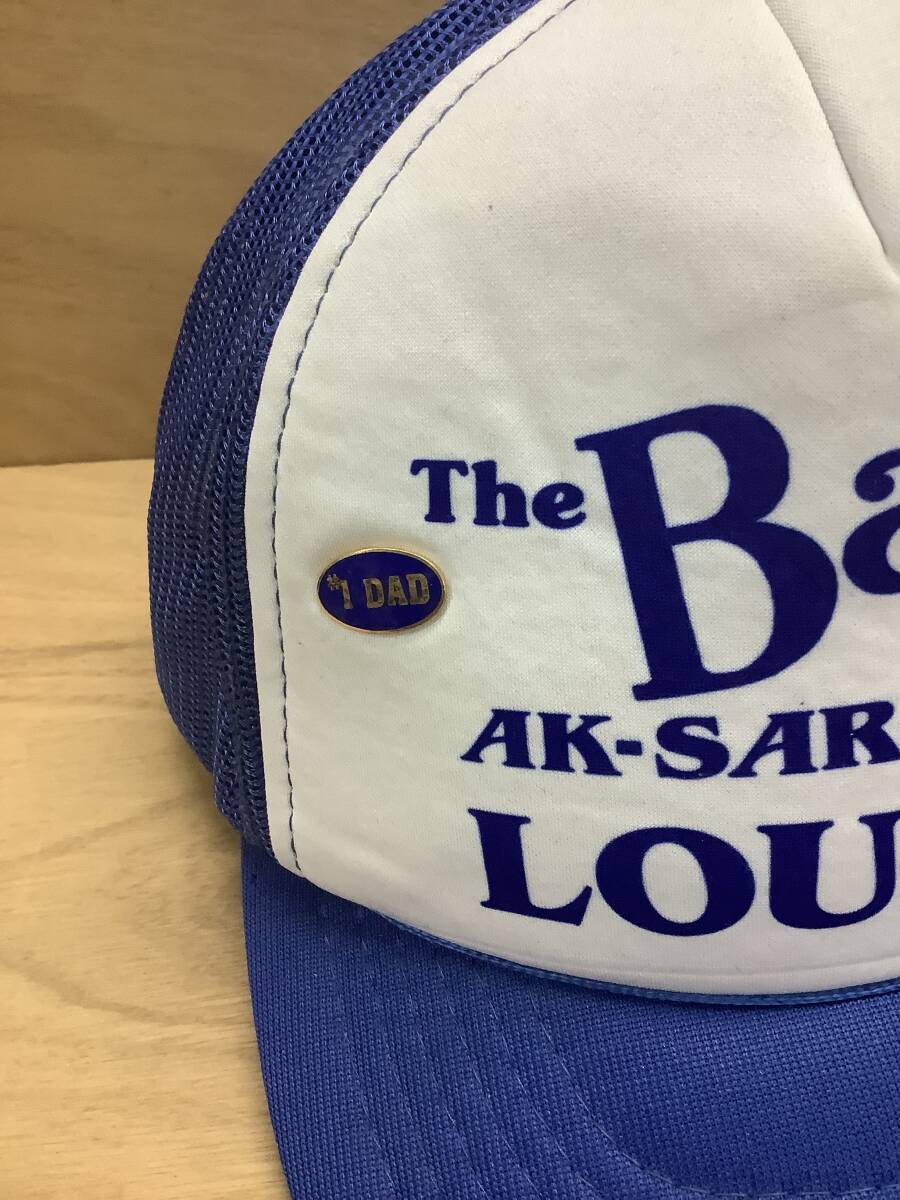 The Ba
#1 DAD
AK-SAR
LOU